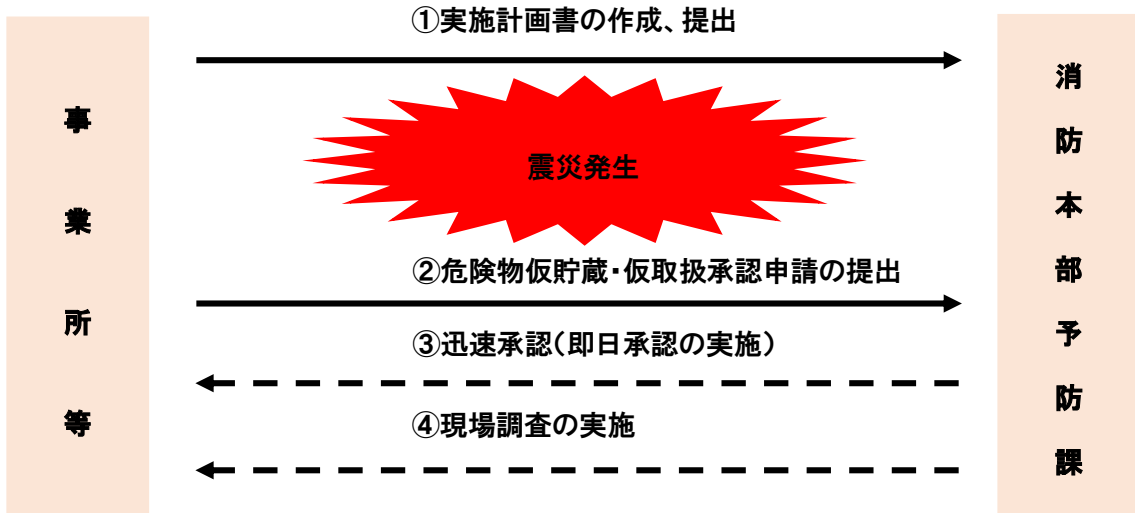 ①実施計画書の作成、提出
事業所等
震災発生
消防本部予防課
②危険物仮貯蔵・仮取扱承認申請の提出
③迅速承認（即日承認の実施）
④現場調査の実施